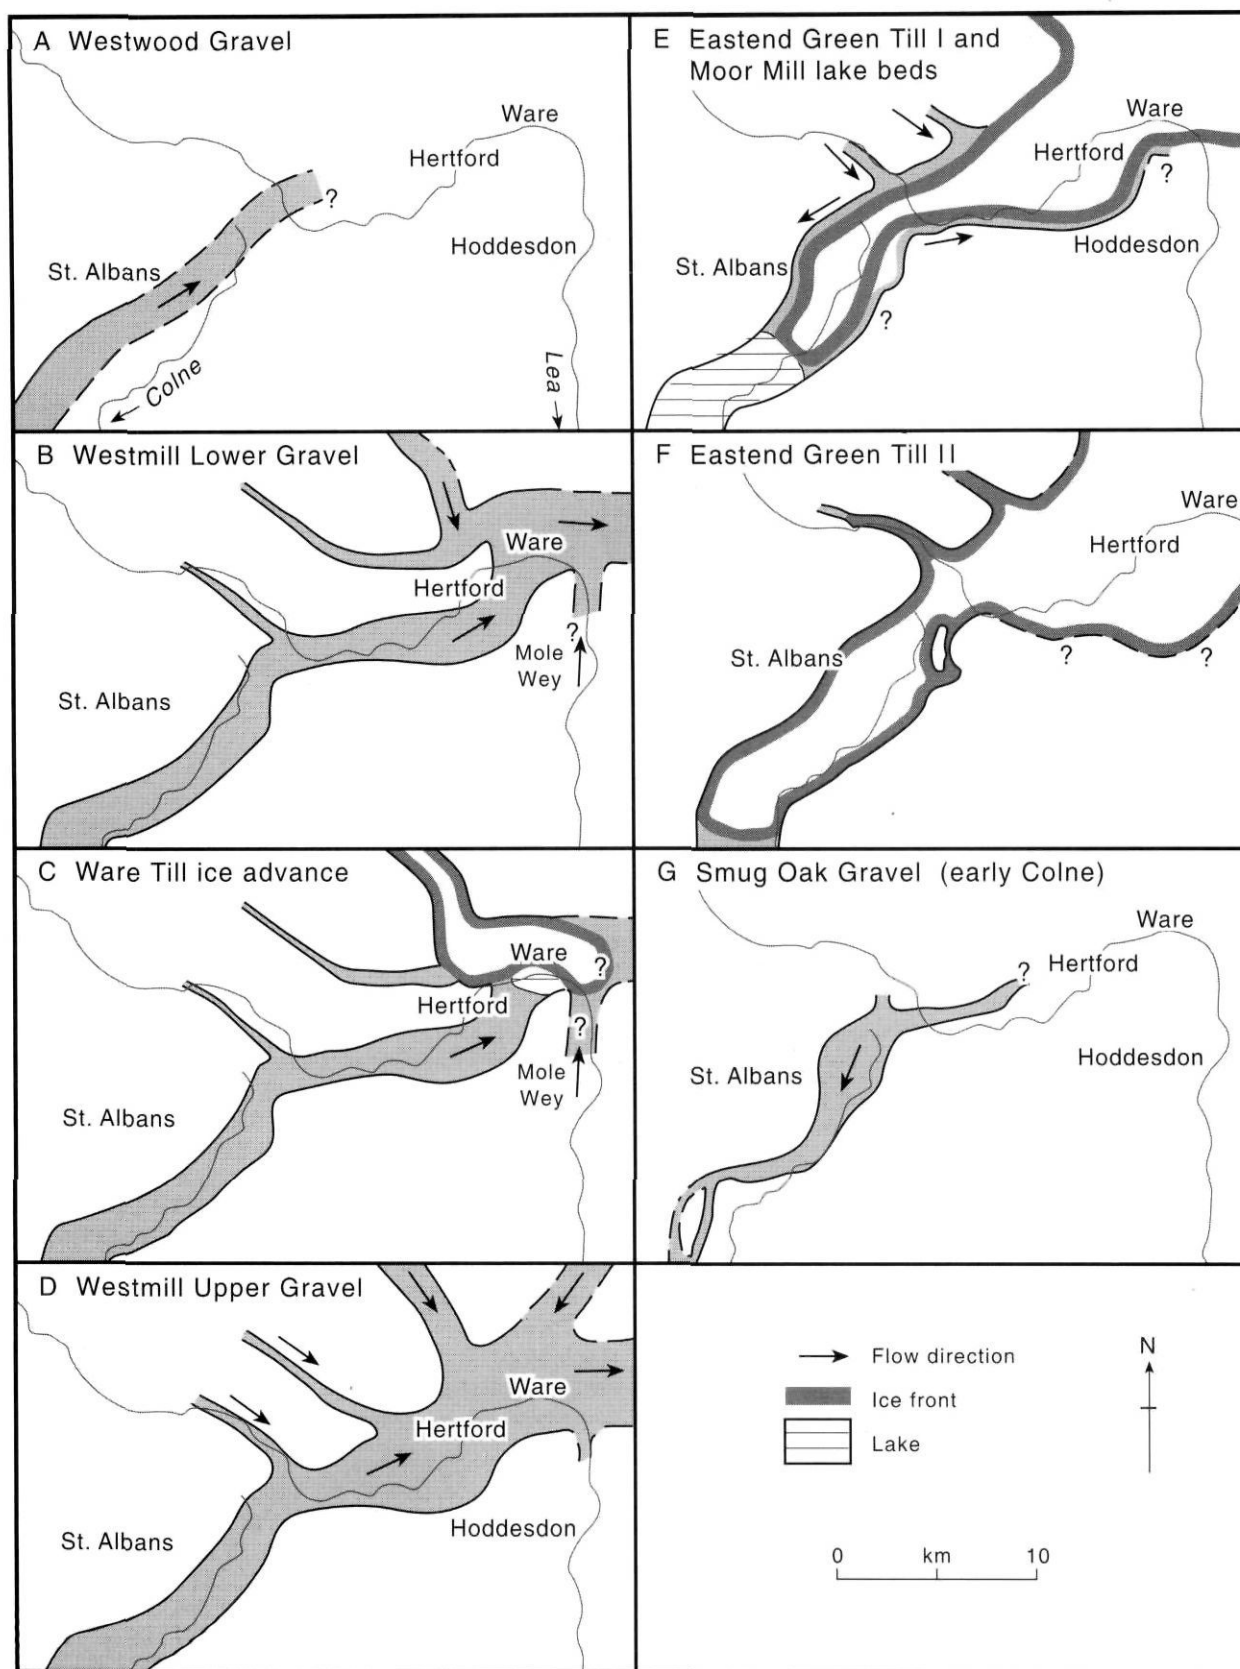 A Westwood Gravel
Ware
Hertford
?
Hoddesdon
St. Albans
Colne
Lea
B Westmill Lower Gravel
Ware
Hertford
?
Mole
Wey
St. Albans
C Ware Till ice advance
Ware
?
Hertford
?
Mole
Wey
St. Albans
D Westmill Upper Gravel
Ware
Hertford
Hoddesdon
St. Albans
E Eastend Green Till I and
Moor Mill lake beds
Ware
Hertford
?
Hoddesdon
St. Albans
?
F Eastend Green Till II
Ware
Hertford
St. Albans
?
?
G Smug Oak Gravel (early Colne)
Ware
?
Hertford
Hoddesdon
St. Albans
Flow direction
Ice front
Lake
N
0 km 10